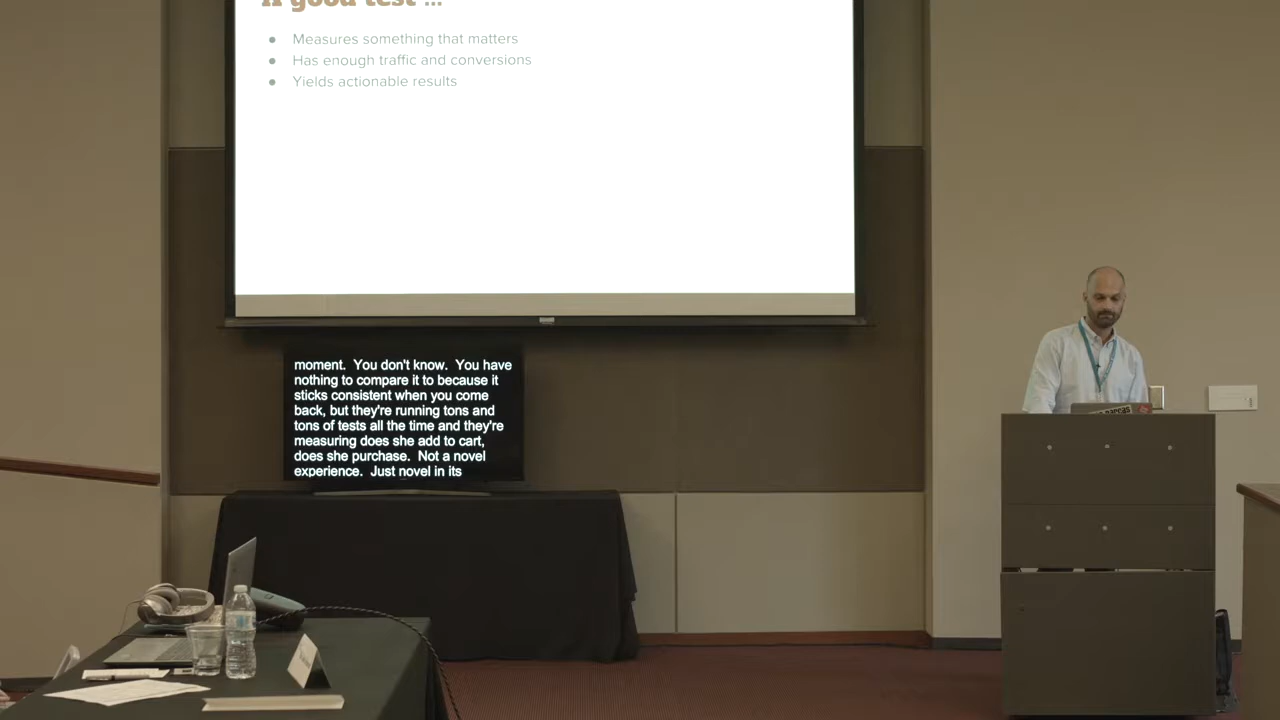 A good test ...
● Measures something that matters
● Has enough traffic and conversions
● Yields actionable results
moment.  You don't know.  You have
nothing to compare it to because it
sticks consistent when you come
back, but they're running tons and
tons of tests all the time and they're
measuring does she add to cart,
does she purchase.  Not a novel
experience.  Just novel in its